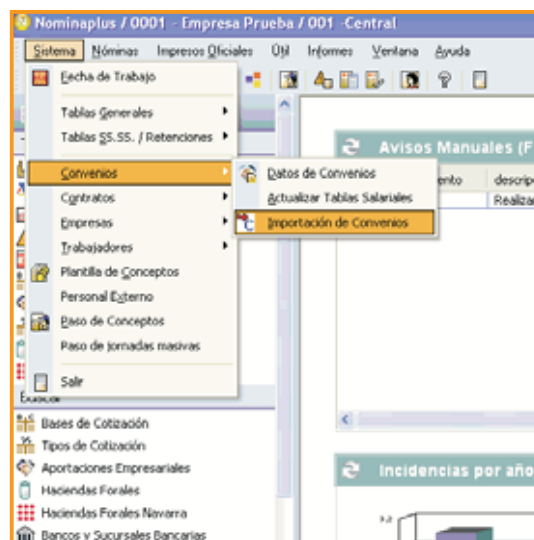 Nominaplus / 0001 - Empresa Prueba / 001 -Central
Sistema Nóminas Impresos Oficiales Útil Informes Ventana Ayuda
Fecha de Trabajo
Tablas Generales
Tablas SS.SS. / Retenciones
Convenios
Contratos
Empresas
Trabajadores
Plantilla de Conceptos
Personal Externo
Paso de Conceptos
Paso de jornadas masivas
Salir
Datos de Convenios
Actualizar Tablas Salariales
Importación de Convenios
Avisos Manuales (F
ento descrip
Realizar
Buscar
Bases de Cotización
Tipos de Cotización
Aportaciones Empresariales
Haciendas Forales
Haciendas Forales Navarra
Bancos y Sucursales Bancarias
Incidencias por año